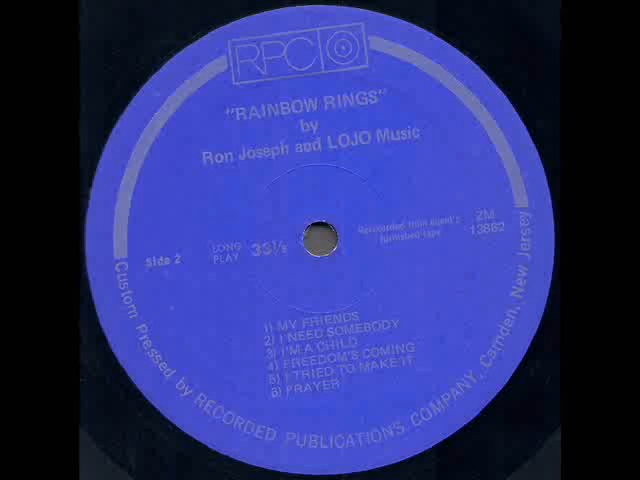 RPC
"RAINBOW RINGS"
by
Ron Joseph and LOJO Music
Side 2
LONG
PLAY
33⅓
Recorded from agent's
furnished tape
ZM
13862
1) MY FRIENDS
2) I NEED SOMEBODY
3) I'M A CHILD
4) FREEDOM'S COMING
5) I TRIED TO MAKE IT
6) PRAYER
Custom Pressed by RECORDED PUBLICATIONS COMPANY, Camden, New Jersey